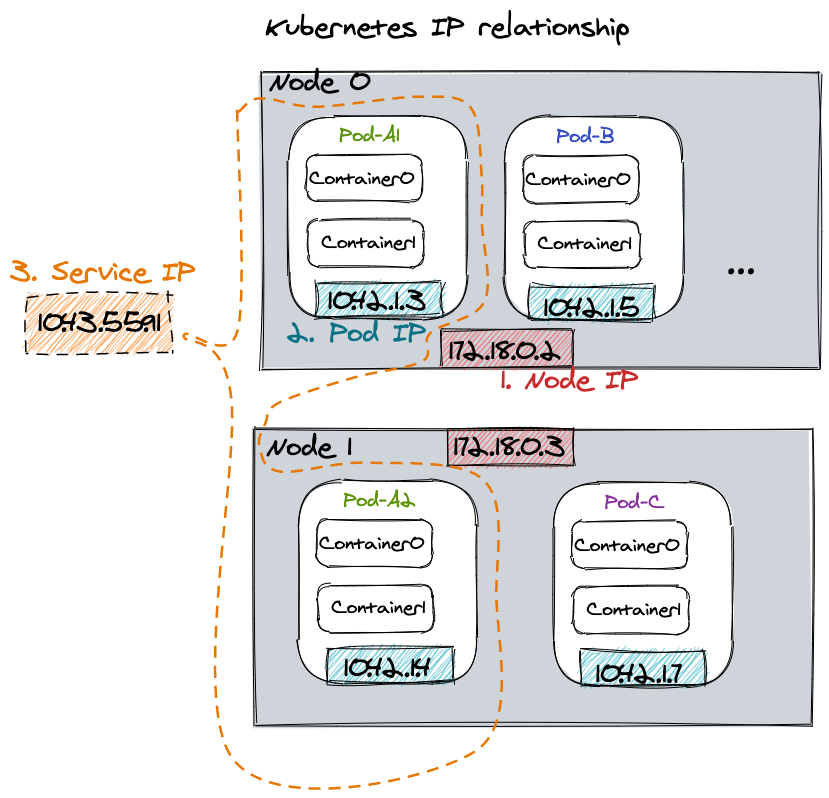 Kubernetes IP relationship
Node 0
Pod-A1
Pod-B
Container0
Container0
Container1
Container1
...
3. Service IP
10.43.55.91
10.42.1.3
10.42.1.5
2. Pod IP
172.18.0.2
1. Node IP
Node 1
172.18.0.3
Pod-A2
Pod-C
Container0
Container0
Container1
Container1
10.42.1.4
10.42.1.7